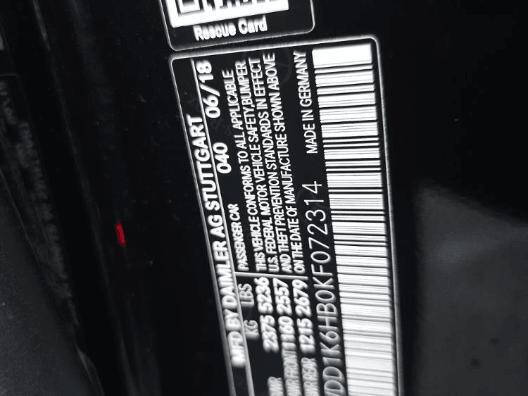 Rescue Card
MFD BY DAIMLER AG STUTTGART
PASSENGER CAR 040 06/18
KG LBS THIS VEHICLE CONFORMS TO ALL APPLICABLE
2375 5236 U.S. FEDERAL MOTOR VEHICLE SAFETY, BUMPER
1160 2557 AND THEFT PREVENTION STANDARDS IN EFFECT
1215 2679 ON THE DATE OF MANUFACTURE SHOWN ABOVE
DD1K6HB0KF072314 MADE IN GERMANY